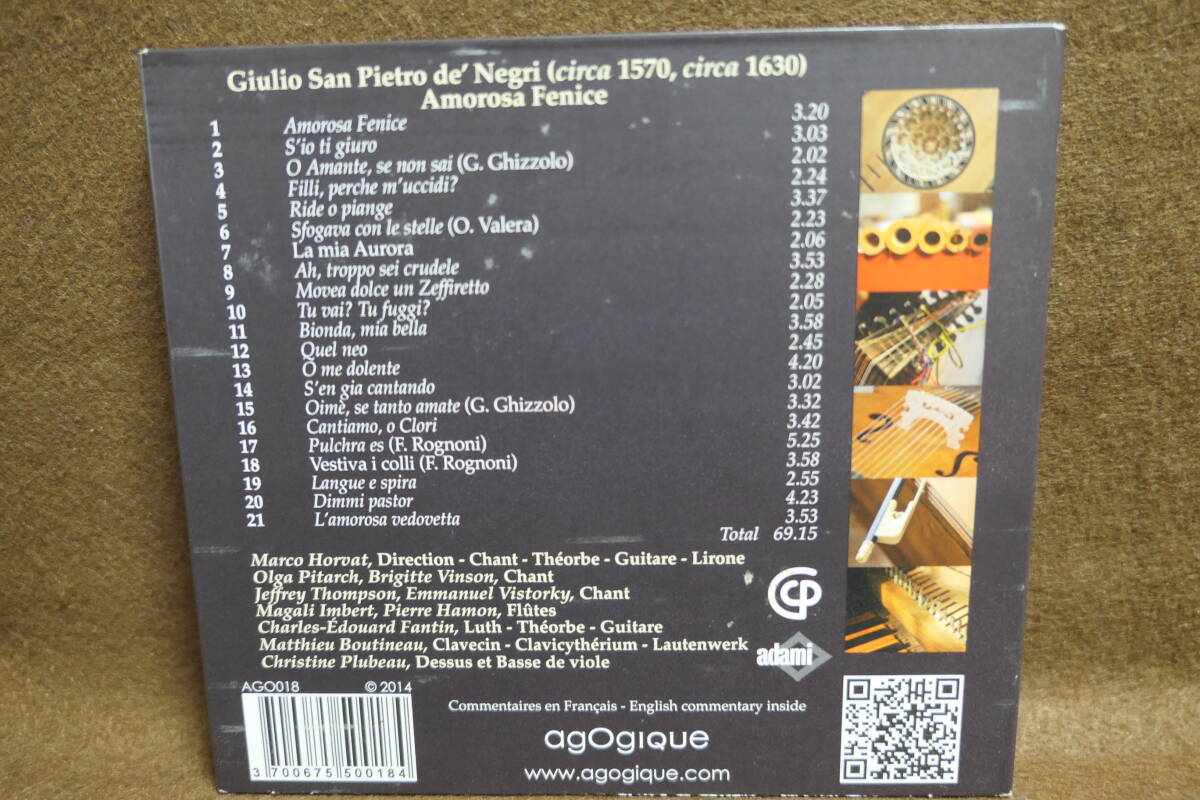 Giulio San Pietro de' Negri (circa 1570, circa 1630)
Amorosa Fenice
1 Amorosa Fenice 3.20
2 S'io ti giuro 3.03
3 O Amante, se non sai (G. Ghizzolo) 2.02
4 Filli, perche m'uccidi? 2.24
5 Ride o piange 3.37
6 Sfogava con le stelle (O. Valera) 2.23
7 La mia Aurora 2.06
8 Ah, troppo sei crudele 3.53
9 Movea dolce un Zeffiretto 2.28
10 Tu vai? Tu fuggi? 2.05
11 Bionda, mia bella 3.58
12 Quel neo 2.45
13 O me dolente 4.20
14 S'en gia cantando 3.02
15 Oimè, se tanto amate (G. Ghizzolo) 3.32
16 Cantiamo, o Clori 3.42
17 Pulchra es (F. Rognoni) 5.25
18 Vestiva i colli (F. Rognoni) 3.58
19 Langue e spira 2.55
20 Dimmi pastor 4.23
21 L'amorosa vedovetta 3.53
Total 69.15
Marco Horvat, Direction - Chant - Théorbe - Guitare - Lirone
Olga Pitarch, Brigitte Vinson, Chant
Jeffrey Thompson, Emmanuel Vistorky, Chant
Magali Imbert, Pierre Hamon, Flûtes
Charles-Édouard Fantin, Luth - Théorbe - Guitare
Matthieu Boutineau, Clavecin - Clavicythérium - Lautenwerk
Christine Plubeau, Dessus et Basse de viole
adami
AGO018 © 2014
Commentaires en Français - English commentary inside
agOgique
www.agogique.com
3 700675 500184